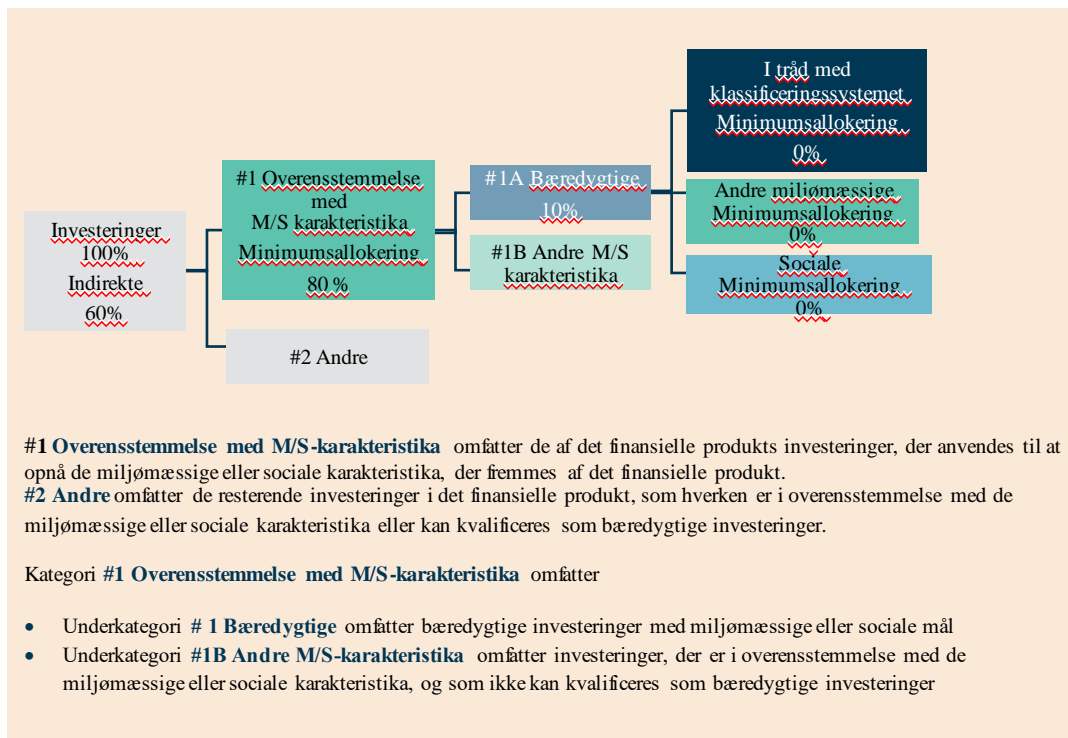 Investeringer
100%
Indirekte
60%
#1 Overensstemmelse
med
M/S karakteristika
Minimumsallokering
80 %
#2 Andre
#1A Bæredygtige
10%
#1B Andre M/S
karakteristika
I tråd med
klassificeringssystemet
Minimumsallokering
0%
Andre miljømæssige
Minimumsallokering
0%
Sociale
Minimumsallokering
0%
#1 Overensstemmelse med M/S-karakteristika omfatter de af det finansielle produkts investeringer, der anvendes til at
opnå de miljømæssige eller sociale karakteristika, der fremmes af det finansielle produkt.
#2 Andre omfatter de resterende investeringer i det finansielle produkt, som hverken er i overensstemmelse med de
miljømæssige eller sociale karakteristika eller kan kvalificeres som bæredygtige investeringer.
Kategori #1 Overensstemmelse med M/S-karakteristika omfatter
• Underkategori # 1 Bæredygtige omfatter bæredygtige investeringer med miljømæssige eller sociale mål
• Underkategori #1B Andre M/S-karakteristika omfatter investeringer, der er i overensstemmelse med de
miljømæssige eller sociale karakteristika, og som ikke kan kvalificeres som bæredygtige investeringer